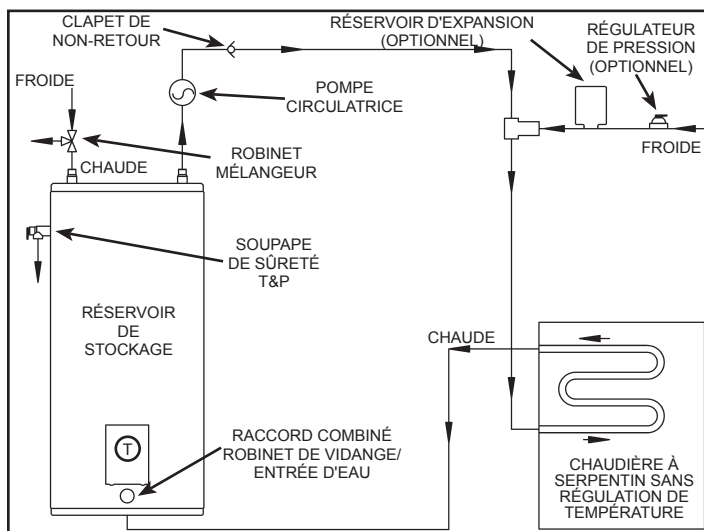 CLAPET DE
NON-RETOUR
RÉSERVOIR D'EXPANSION
(OPTIONNEL)
RÉGULATEUR
DE PRESSION
(OPTIONNEL)
FROIDE
POMPE
CIRCULATRICE
FROIDE
CHAUDE
ROBINET
MÉLANGEUR
SOUPAPE
DE SÛRETÉ
T&P
RÉSERVOIR
DE
STOCKAGE
CHAUDE
T
RACCORD COMBINÉ
ROBINET DE VIDANGE/
ENTRÉE D'EAU
CHAUDIÈRE À
SERPENTIN SANS
RÉGULATION DE
TEMPÉRATURE